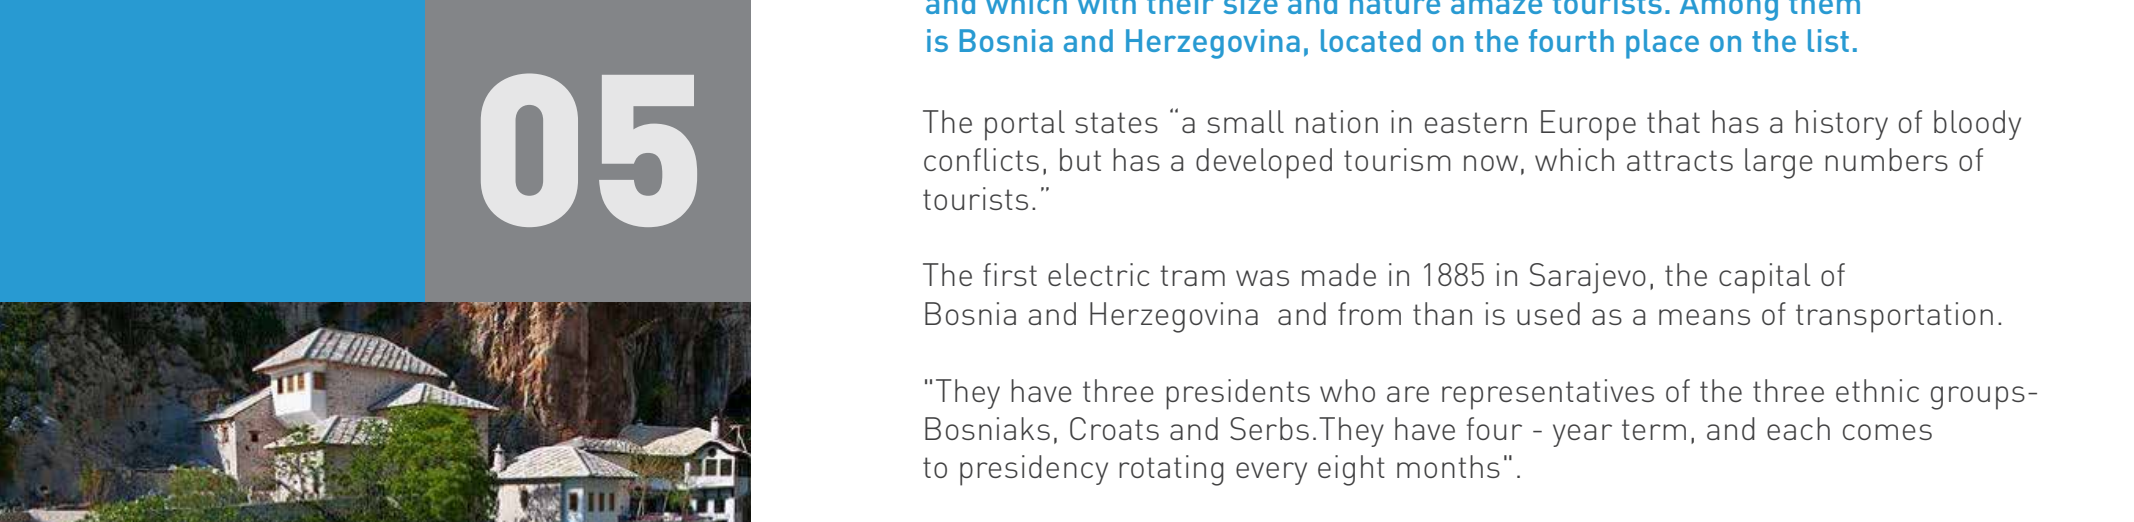 and which with their size and nature amaze tourists. Among them
is Bosnia and Herzegovina, located on the fourth place on the list.
05
The portal states “a small nation in eastern Europe that has a history of bloody
conflicts, but has a developed tourism now, which attracts large numbers of
tourists.”
The first electric tram was made in 1885 in Sarajevo, the capital of
Bosnia and Herzegovina  and from than is used as a means of transportation.
"They have three presidents who are representatives of the three ethnic groups-
Bosniaks, Croats and Serbs.They have four - year term, and each comes
to presidency rotating every eight months".